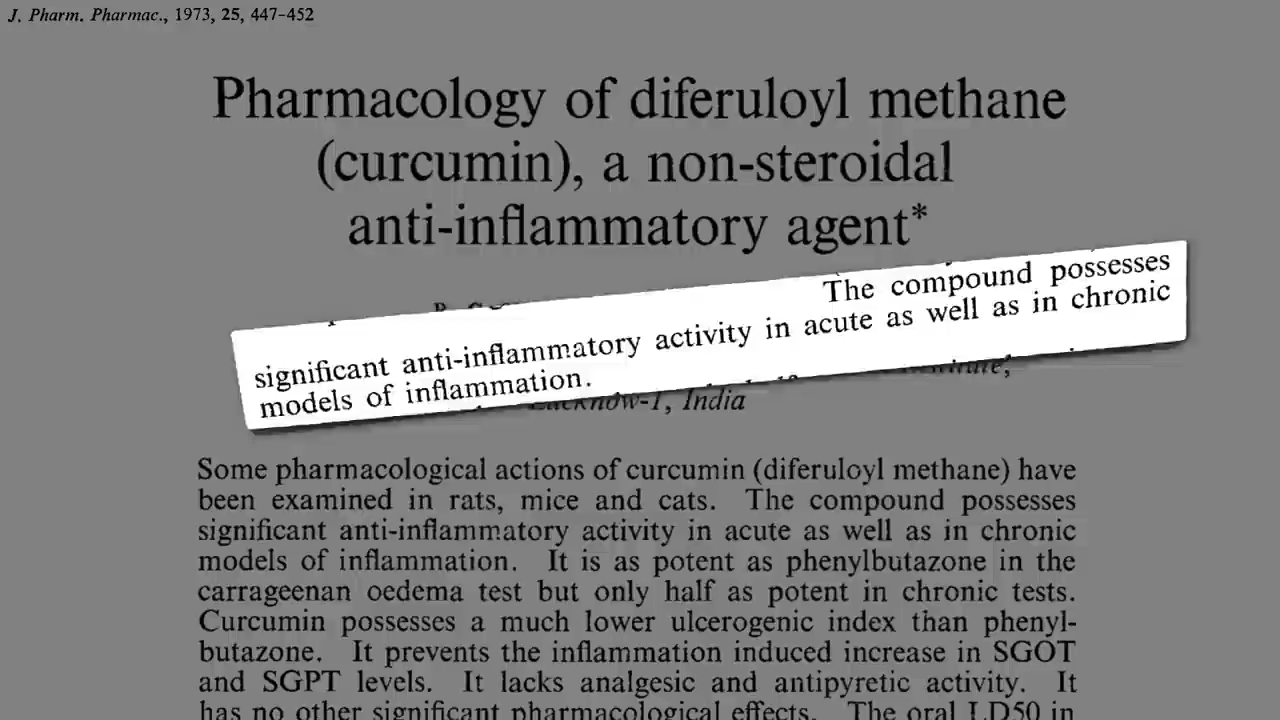 J. Pharm. Pharmac., 1973, 25, 447-452
Pharmacology of diferuloyl methane
(curcumin), a non-steroidal
anti-inflammatory agent*
The compound possesses
significant anti-inflammatory activity in acute as well as in chronic
models of inflammation.
Lucknow-1, India
Some pharmacological actions of curcumin (diferuloyl methane) have
been examined in rats, mice and cats. The compound possesses
significant anti-inflammatory activity in acute as well as in chronic
models of inflammation. It is as potent as phenylbutazone in the
carrageenan oedema test but only half as potent in chronic tests.
Curcumin possesses a much lower ulcerogenic index than phenyl-
butazone. It prevents the inflammation induced increase in SGOT
and SGPT levels. It lacks analgesic and antipyretic activity. It
has no other significant pharmacological effects. The oral LD50 in